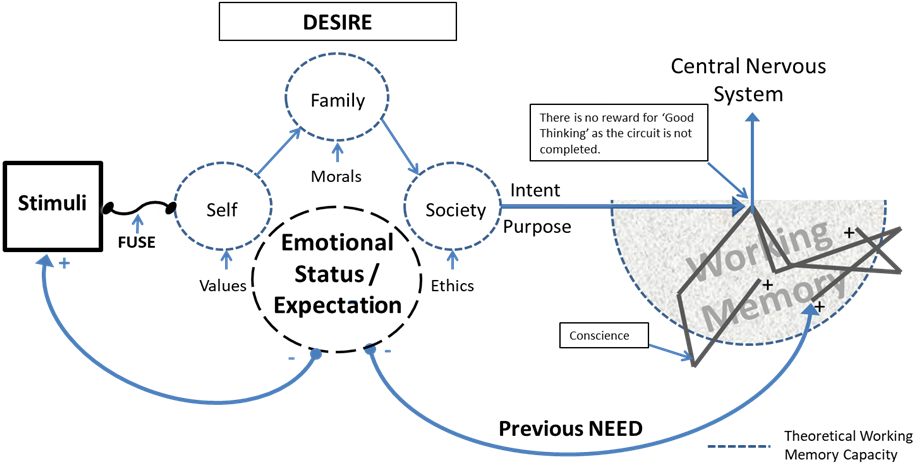 DESIRE
Family
Morals
Stimuli
FUSE
Self
Values
Society
Ethics
Emotional
Status /
Expectation
+
-
-
Intent
Purpose
Central Nervous
System
There is no reward for ‘Good
Thinking’ as the circuit is not
completed.
Working
Memory
+
+
+
Conscience
Previous NEED
Theoretical Working
Memory Capacity